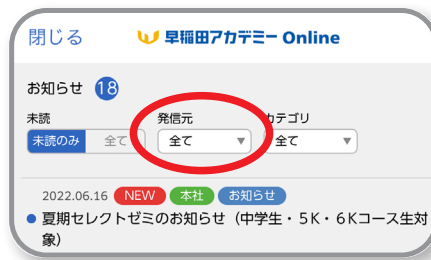 閉じる 早稲田アカデミー Online
お知らせ 18
未読 発信元 カテゴリ
未読のみ 全て 全て ▼ 全て ▼
2022.06.16 NEW 本社 お知らせ
● 夏期セレクトゼミのお知らせ（中学生・5K・6Kコース生対
象）